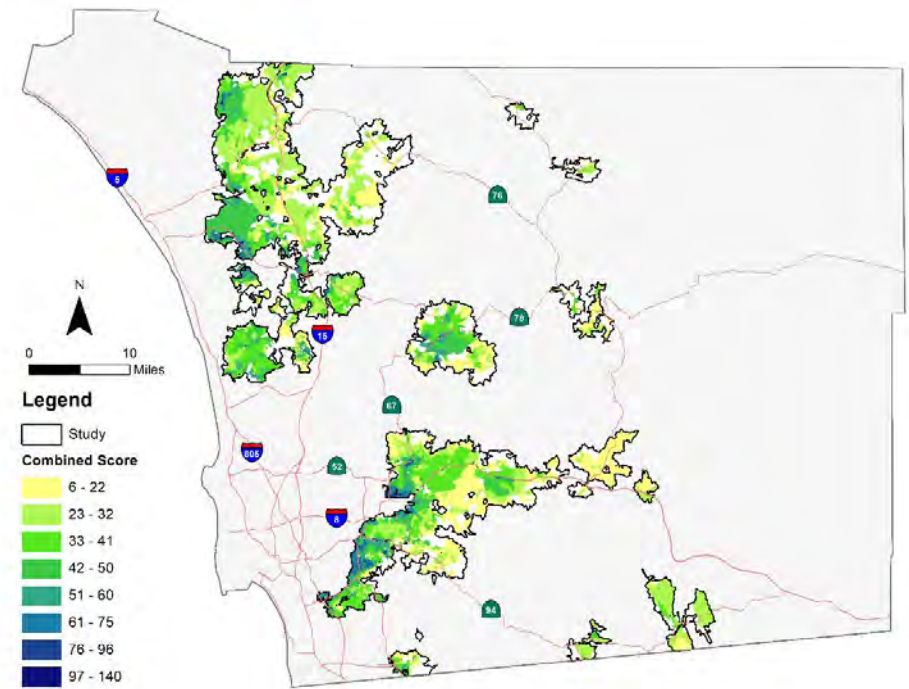 5
76
N
15
78
0 10
Miles
67
Legend
Study
805
52
Combined Score
6 - 22
8
23 - 32
33 - 41
42 - 50
51 - 60
94
61 - 75
76 - 96
97 - 140